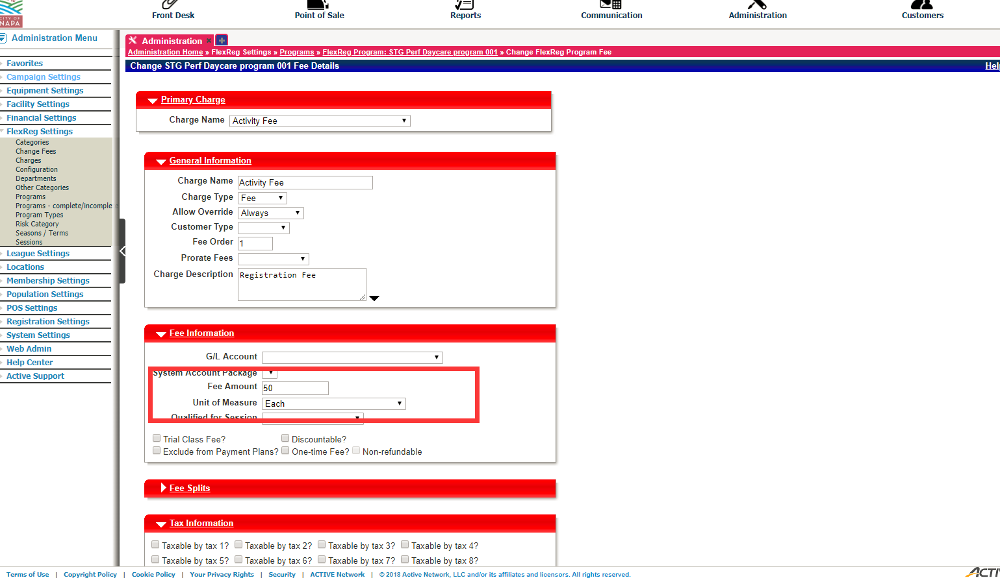 CITY OF
NAPA
Front Desk
Point of Sale
Reports
Communication
Administration
Customers
Administration Menu
Favorites
Campaign Settings
Equipment Settings
Facility Settings
Financial Settings
FlexReg Settings
Categories
Change Fees
Charges
Configuration
Departments
Other Categories
Programs
Programs - complete/incomplete
Program Types
Risk Category
Seasons / Terms
Sessions
League Settings
Locations
Membership Settings
Population Settings
POS Settings
Registration Settings
System Settings
Web Admin
Help Center
Active Support
Administration
Administration Home » FlexReg Settings » Programs » FlexReg Program: STG Perf Daycare program 001 » Change FlexReg Program Fee
Change STG Perf Daycare program 001 Fee Details
Hel
Primary Charge
Charge Name Activity Fee
General Information
Charge Name Activity Fee
Charge Type Fee
Allow Override Always
Customer Type
Fee Order 1
Prorate Fees
Charge Description Registration Fee
Fee Information
G/L Account
System Account Package
Fee Amount 50
Unit of Measure Each
Qualified for Session
Trial Class Fee? Discountable?
Exclude from Payment Plans? One-time Fee? Non-refundable
Fee Splits
Tax Information
Taxable by tax 1? Taxable by tax 2? Taxable by tax 3? Taxable by tax 4?
Taxable by tax 5? Taxable by tax 6? Taxable by tax 7? Taxable by tax 8?
Terms of Use | Copyright Policy | Cookie Policy | Your Privacy Rights | Security | ACTIVE Network | © 2018 Active Network, LLC and/or its affiliates and licensors. All rights reserved.
ACTI